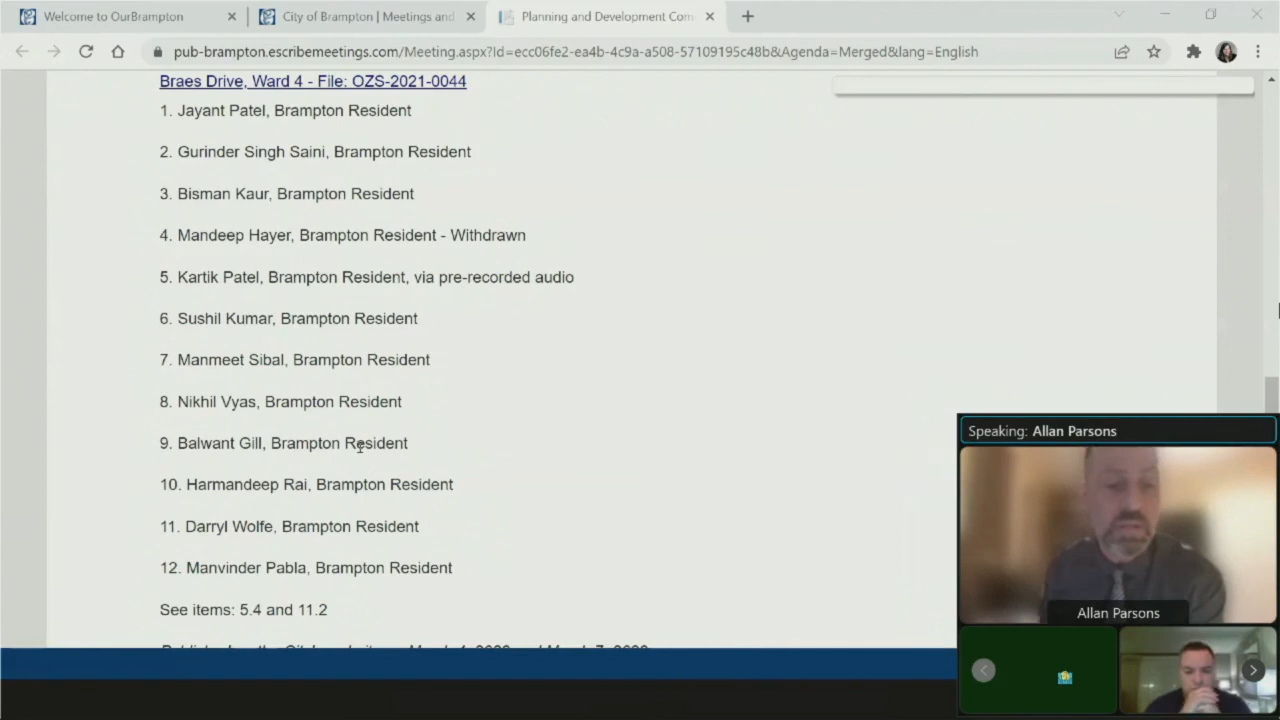 Welcome to OurBrampton
City of Brampton | Meetings and
Planning and Development Com
pub-brampton.escribemeetings.com/Meeting.aspx?Id=ecc06fe2-ea4b-4c9a-a508-57109195c48b&Agenda=Merged&lang=English
Braes Drive, Ward 4 - File: OZS-2021-0044
1. Jayant Patel, Brampton Resident
2. Gurinder Singh Saini, Brampton Resident
3. Bisman Kaur, Brampton Resident
4. Mandeep Hayer, Brampton Resident - Withdrawn
5. Kartik Patel, Brampton Resident, via pre-recorded audio
6. Sushil Kumar, Brampton Resident
7. Manmeet Sibal, Brampton Resident
8. Nikhil Vyas, Brampton Resident
9. Balwant Gill, Brampton Resident
10. Harmandeep Rai, Brampton Resident
11. Darryl Wolfe, Brampton Resident
12. Manvinder Pabla, Brampton Resident
See items: 5.4 and 11.2
Speaking: Allan Parsons
Allan Parsons